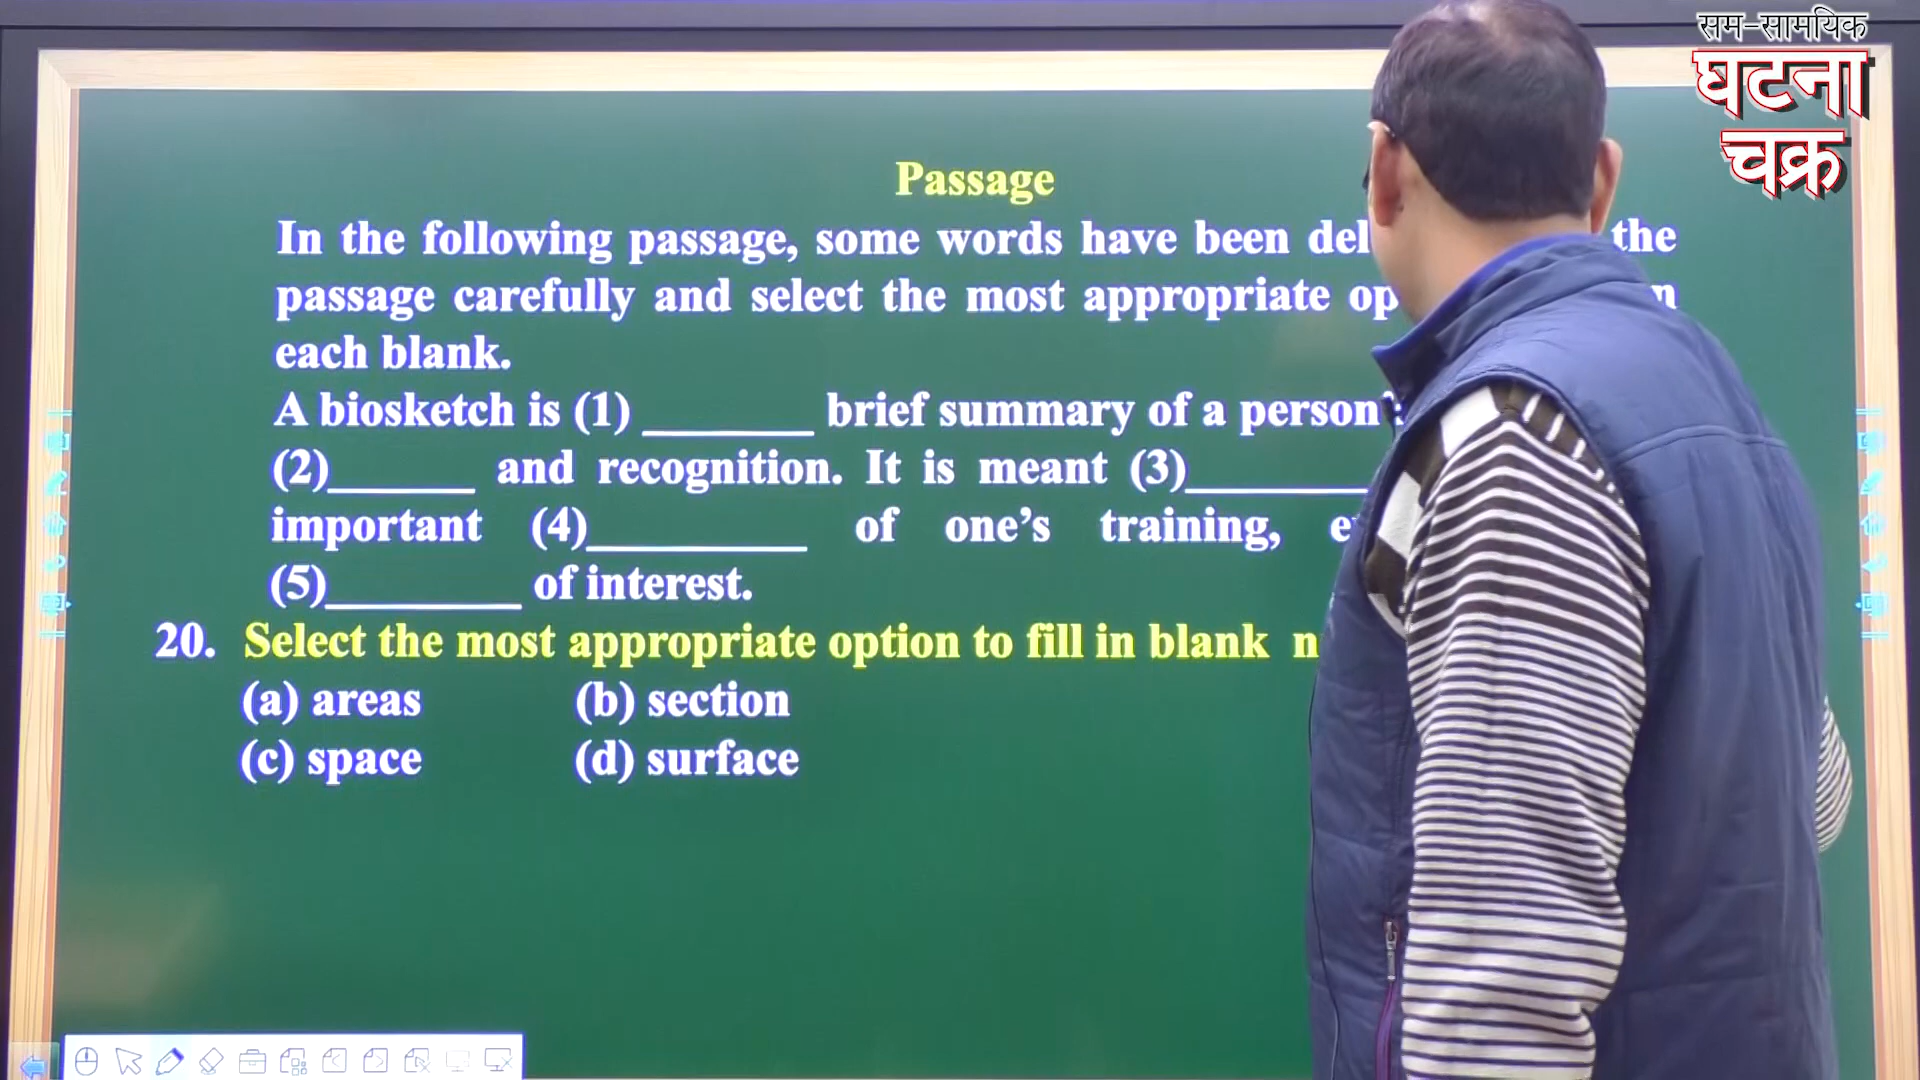 सम-सामयिक
घटना
चक्र
Passage
In the following passage, some words have been the
passage carefully and select the most appropriate
each blank.
A biosketch is (1) ________ brief summary of a person's
(2)_______ and recognition. It is meant (3)________
important (4)__________ of one's training,
(5)_________ of interest.
20. Select the most appropriate option to fill in blank
(a) areas (b) section
(c) space (d) surface